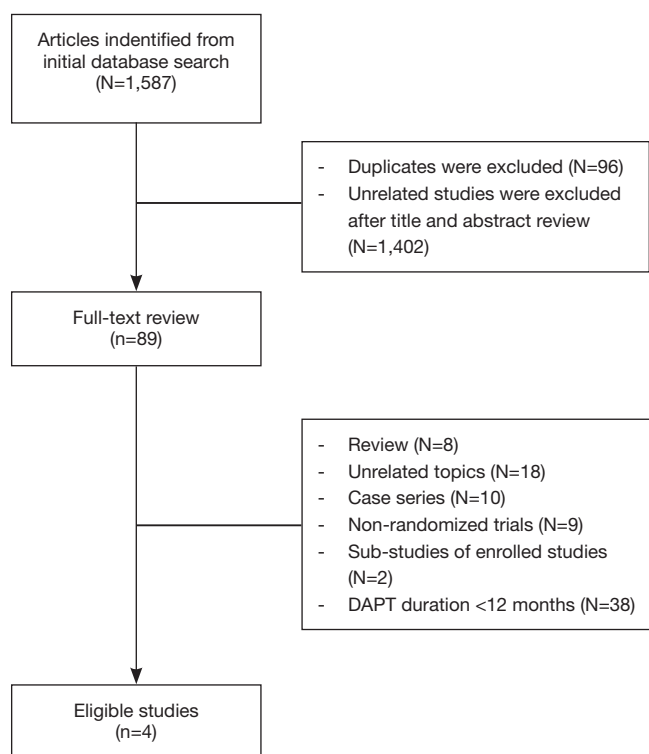 Articles indentified from
initial database search
(N=1,587)
- Duplicates were excluded (N=96)
- Unrelated studies were excluded
after title and abstract review
(N=1,402)
Full-text review
(n=89)
- Review (N=8)
- Unrelated topics (N=18)
- Case series (N=10)
- Non-randomized trials (N=9)
- Sub-studies of enrolled studies
(N=2)
- DAPT duration <12 months (N=38)
Eligible studies
(n=4)